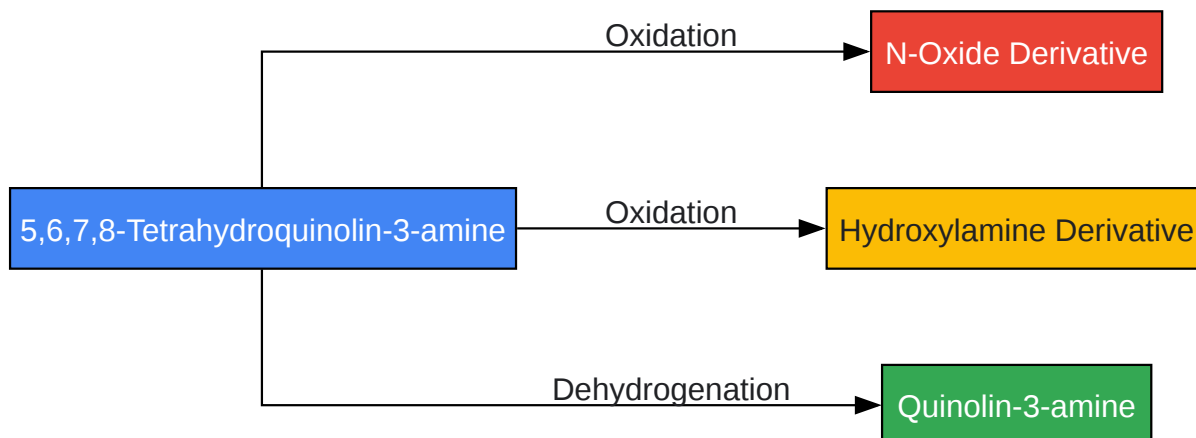 Oxidation
N-Oxide Derivative
5,6,7,8-Tetrahydroquinolin-3-amine
Oxidation
Hydroxylamine Derivative
Dehydrogenation
Quinolin-3-amine